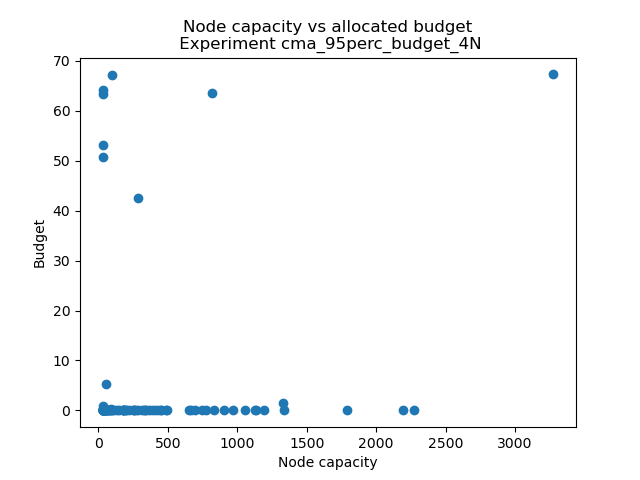 Node capacity vs allocated budget
Experiment cma_95perc_budget_4N
70
60
50
40
30
20
10
0
Budget
0 500 1000 1500 2000 2500 3000
Node capacity